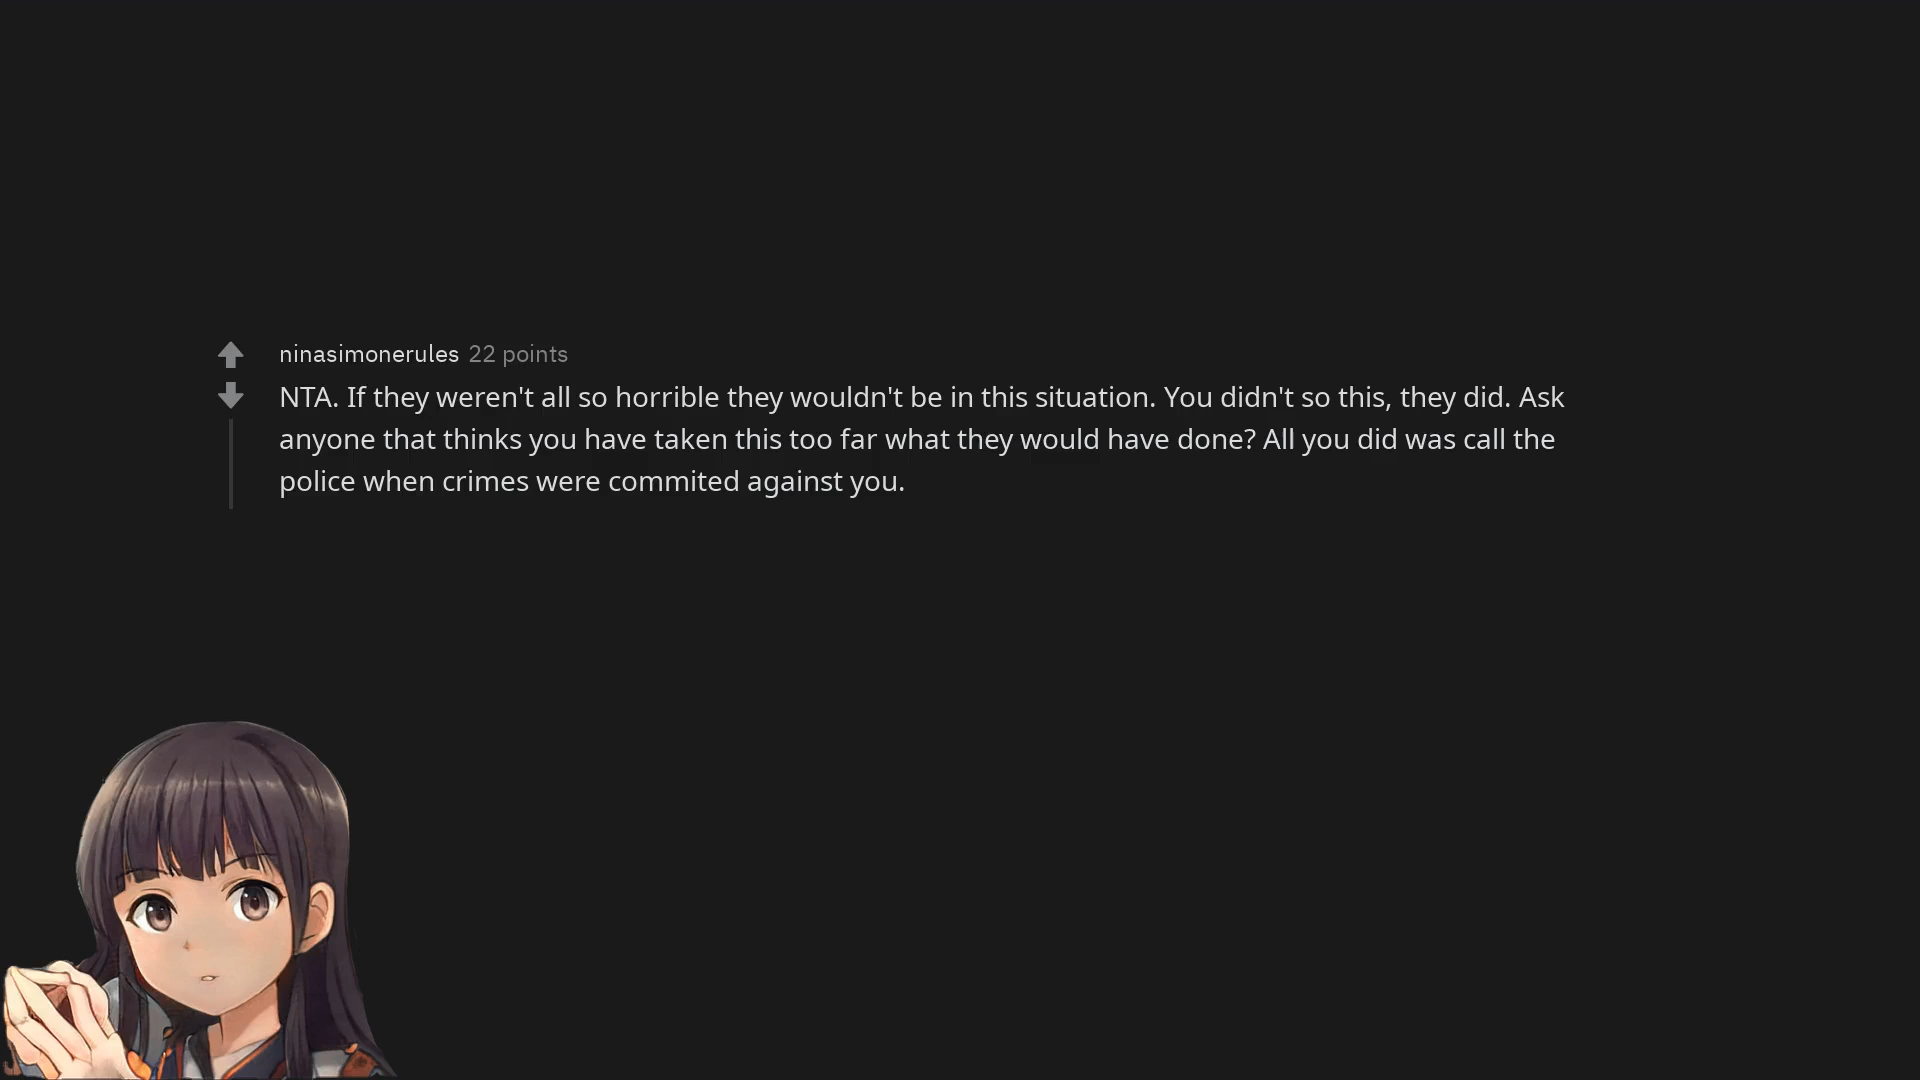 ninasimonerules 22 points
NTA. If they weren't all so horrible they wouldn't be in this situation. You didn't so this, they did. Ask
anyone that thinks you have taken this too far what they would have done? All you did was call the
police when crimes were commited against you.